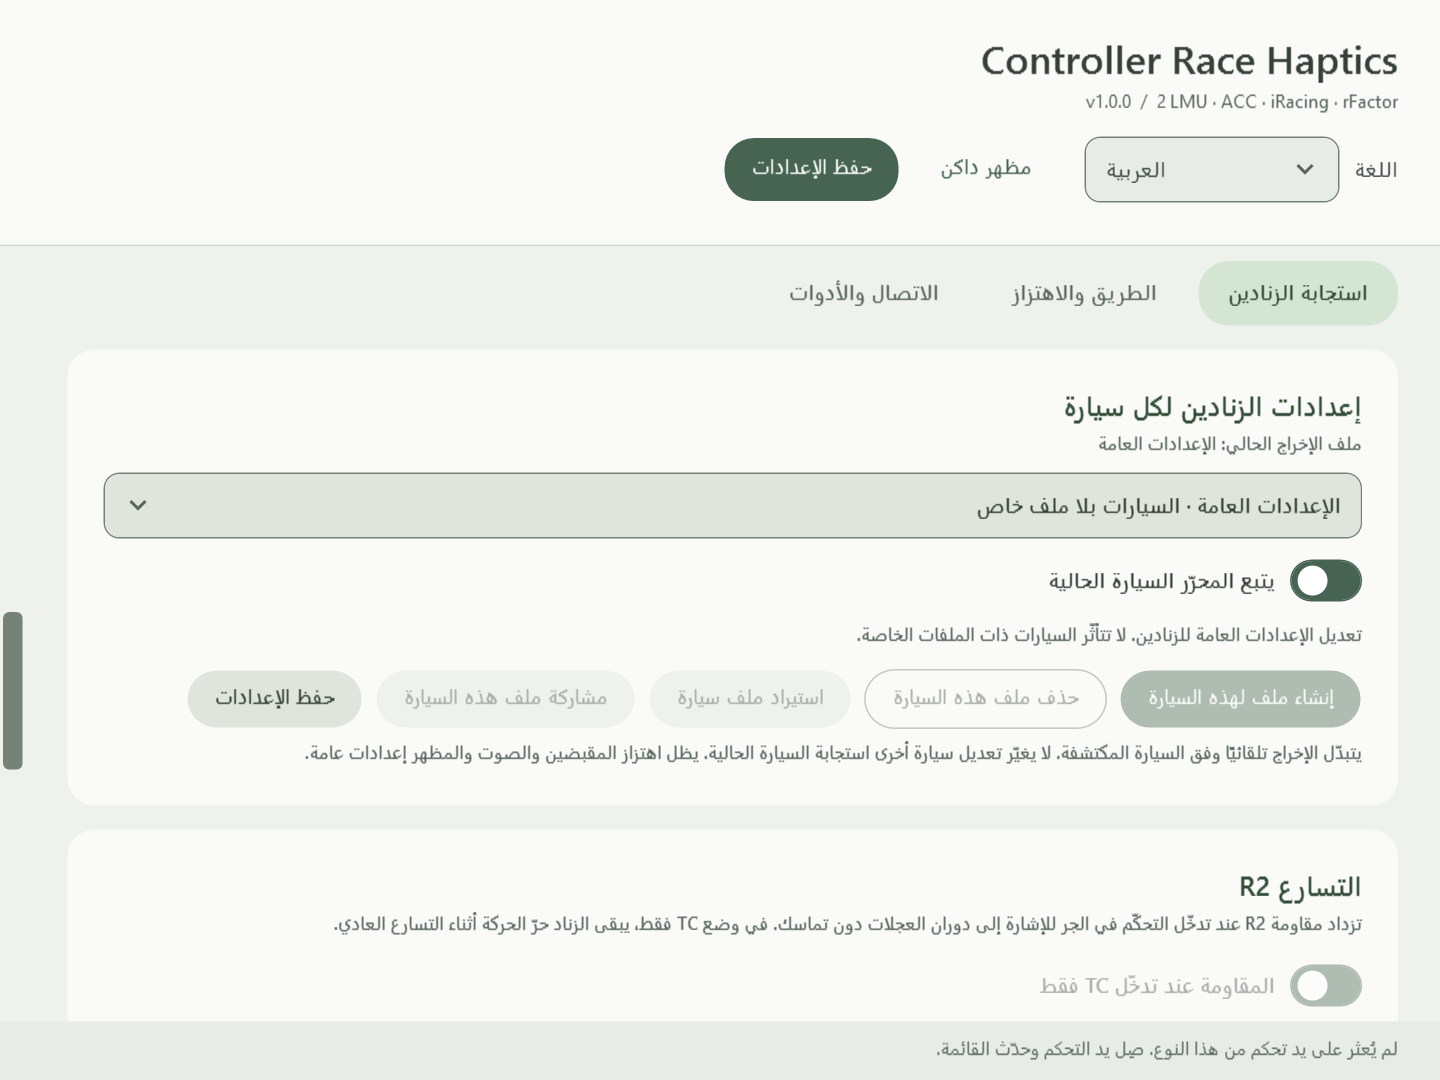 Controller Race Haptics
v1.0.0 / 2 LMU · ACC · iRacing · rFactor
اللغة
العربية
مظهر داكن
حفظ الإعدادات
استجابة الزنادين
الطريق والاهتزاز
الاتصال والأدوات
إعدادات الزنادين لكل سيارة
ملف الإخراج الحالي: الإعدادات العامة
الإعدادات العامة · السيارات بلا ملف خاص
يتبع المحرّر السيارة الحالية
تعديل الإعدادات العامة للزنادين. لا تتأثّر السيارات ذات الملفات الخاصة.
إنشاء ملف لهذه السيارة
حذف ملف هذه السيارة
استيراد ملف سيارة
مشاركة ملف هذه السيارة
حفظ الإعدادات
يتبدّل الإخراج تلقائيًا وفق السيارة المكتشفة. لا يغيّر تعديل سيارة أخرى استجابة السيارة الحالية. يظل اهتزاز المقبضين والصوت والمظهر إعدادات عامة.
التسارع R2
تزداد مقاومة R2 عند تدخّل التحكّم في الجر للإشارة إلى دوران العجلات دون تماسك. في وضع TC فقط، يبقى الزناد حرّ الحركة أثناء التسارع العادي.
المقاومة عند تدخّل TC فقط
لم يُعثر على يد تحكم من هذا النوع. صِل يد التحكم وحدّث القائمة.